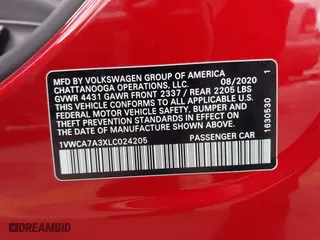 MFD BY VOLKSWAGEN GROUP OF AMERICA
CHATTANOOGA OPERATIONS, LLC. 08/2020
GVWR 4431 GAWR FRONT 2337 / REAR 2205 LBS
THIS VEHICLE CONFORMS TO ALL APPLICABLE
FEDERAL MOTOR VEHICLE SAFETY, BUMPER
AND THEFT PREVENTION STANDARDS IN EFFECT
ON THE DATE OF MANUFACTURE SHOWN ABOVE.
1VWCA7A3XLC024205 PASSENGER CAR
1630530 1
© DREAMBID